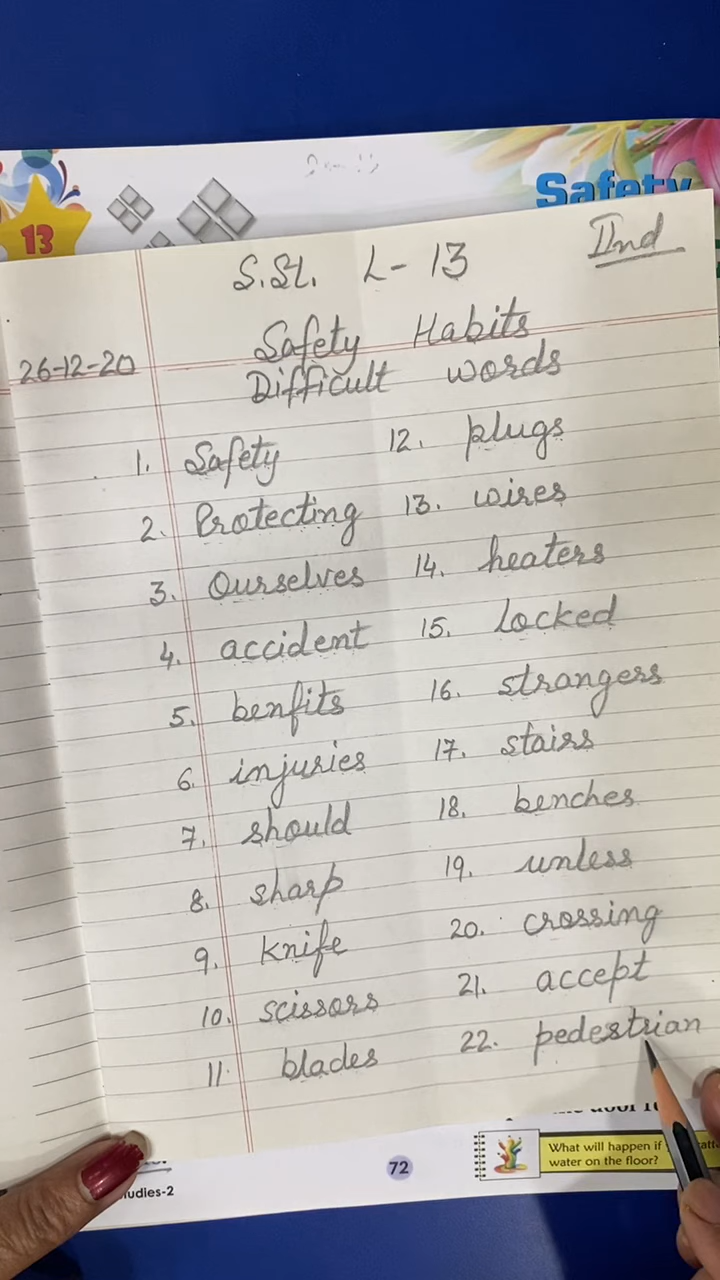 13
Safety
S.St. L-13 IInd
26-12-20
Safety Habits
Difficult words
1. Safety
2. Protecting
3. Ourselves
4. accident
5. benfits
6. injuries
7. should
8. sharp
9. knife
10. scissors
11. blades
12. plugs
13. wires
14. heaters
15. Locked
16. strangers
17. stairs
18. benches
19. unless
20. crossing
21. accept
22. pedestrian
72
What will happen if
water on the floor?
udies-2